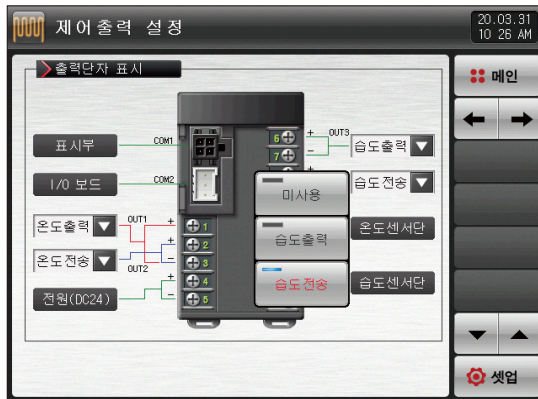 제어출력 설정
20.03.31
10 26 AM
출력단자 표시
메인
표시부
COM1
6
+
OUT3
7
-
습도출력
I/O 보드
COM2
+
습도전송
미사용
온도출력
OUT1
+
1
습도출력
온도센서단
-
2
+
온도전송
OUT2
-
3
습도전송
습도센서단
전원(DC24)
+
4
-
5
셋업